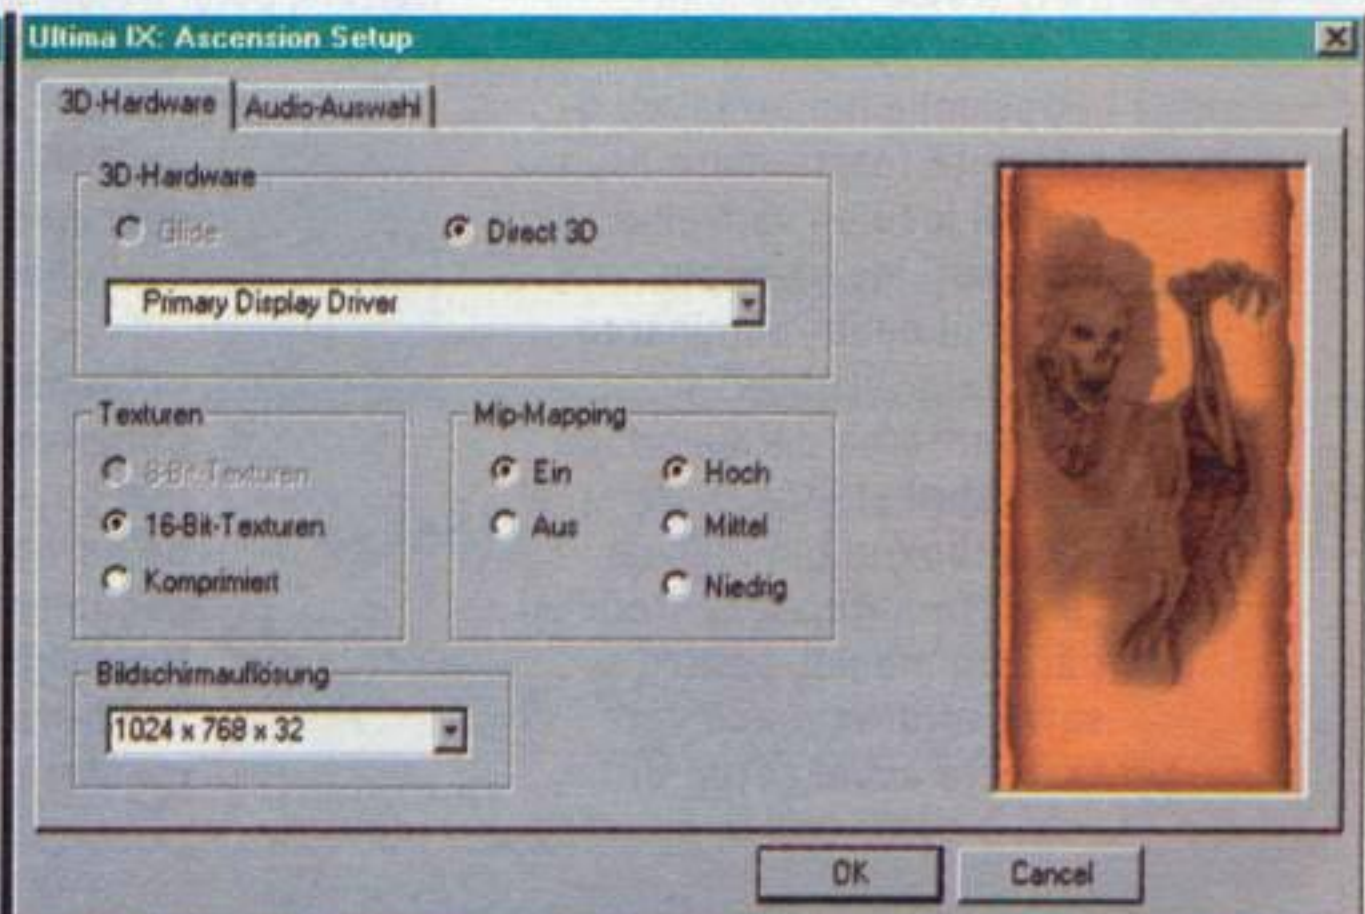 Ultima IX: Ascension Setup
3D-Hardware Audio-Auswahl
3D-Hardware
Glide Direct 3D
Primary Display Driver
Texturen
8-Bit-Texturen
16-Bit-Texturen
Komprimiert
Mip-Mapping
Ein Hoch
Aus Mittel
Niedrig
Bildschirmauflösung
1024 x 768 x 32
OK Cancel